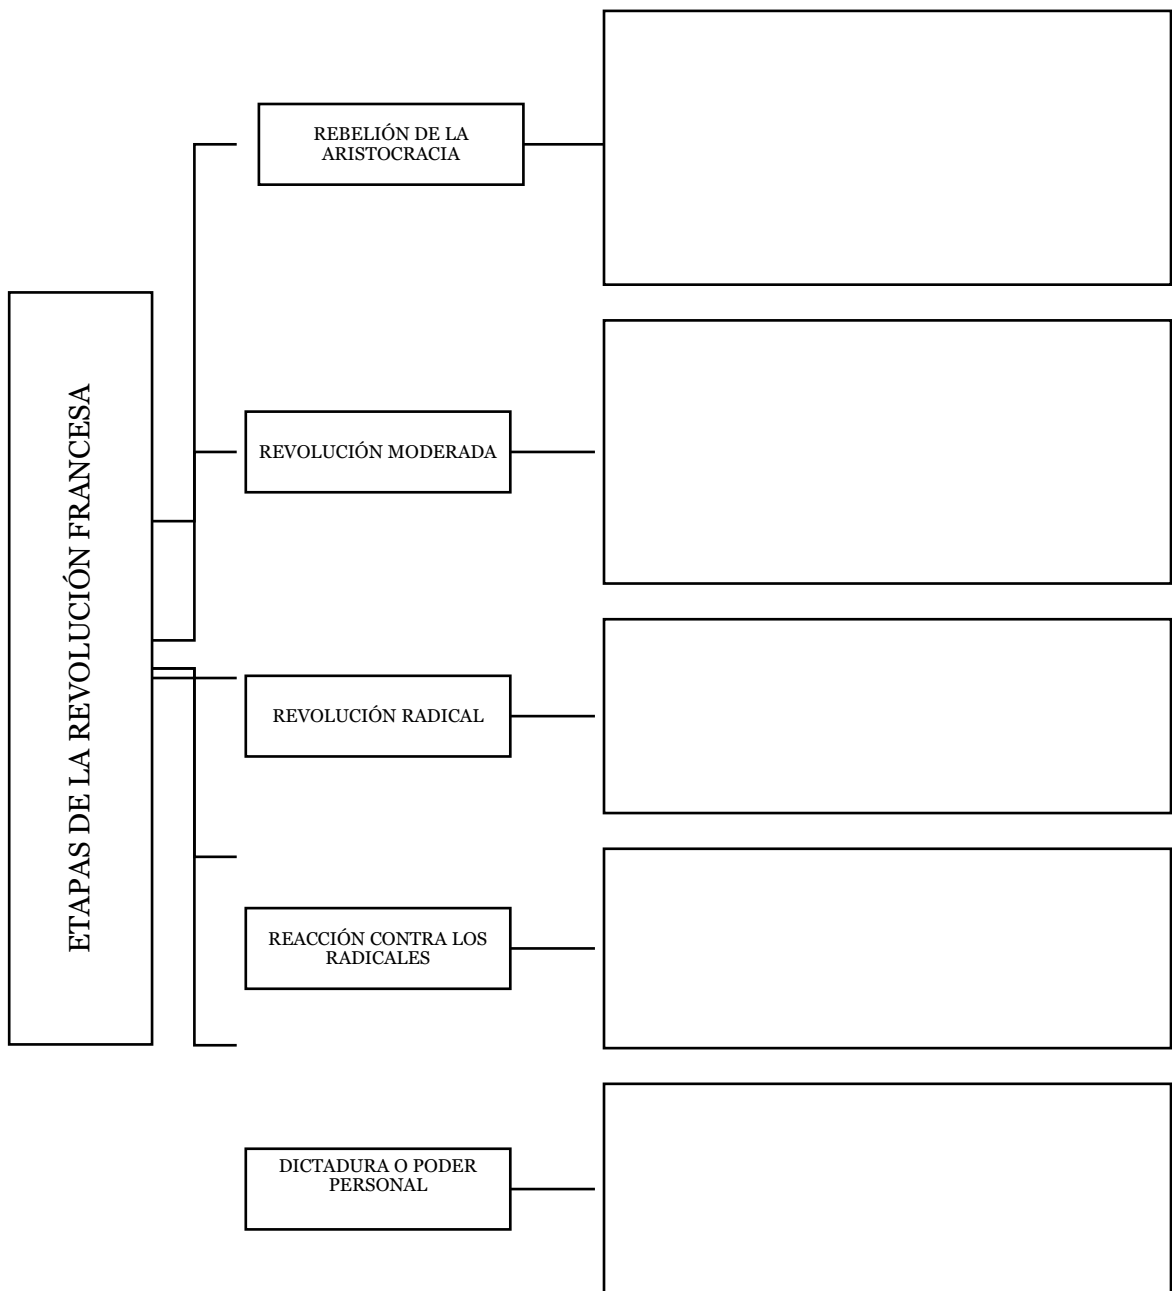 ETAPAS DE LA REVOLUCIÓN FRANCESA
REBELIÓN DE LA
ARISTOCRACIA
REVOLUCIÓN MODERADA
REVOLUCIÓN RADICAL
REACCIÓN CONTRA LOS
RADICALES
DICTADURA O PODER
PERSONAL